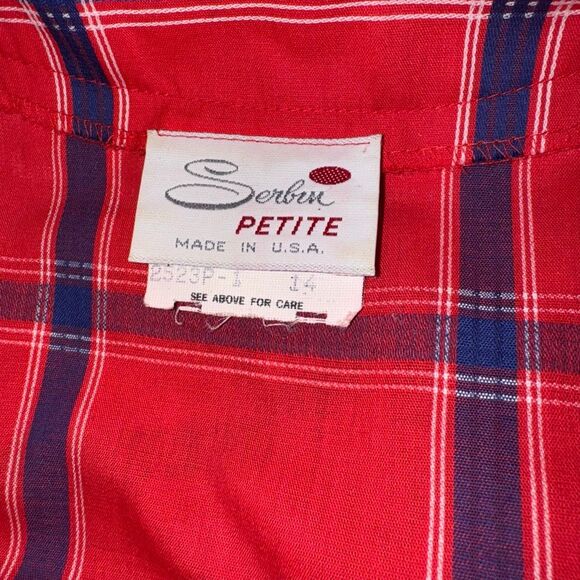 Serbin
PETITE
MADE IN U.S.A.
2523P-1 14
SEE ABOVE FOR CARE